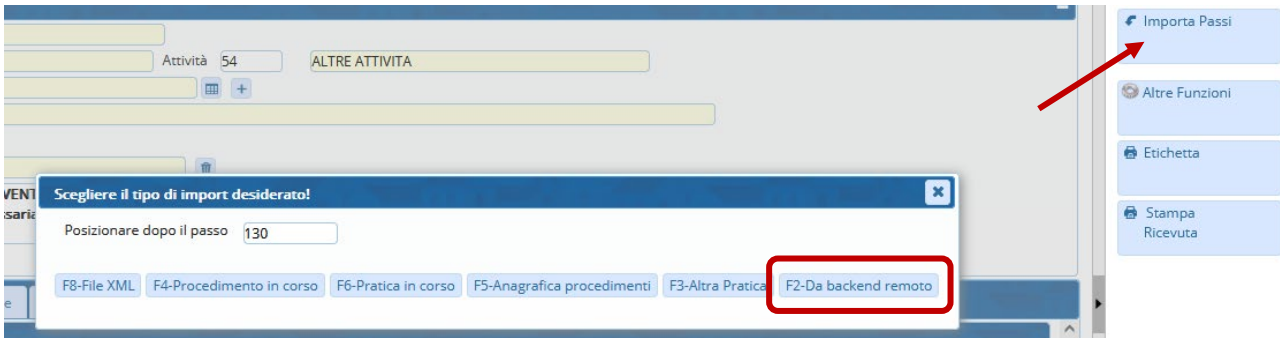 Importa Passi
Attività 54 ALTRE ATTIVITA
Altre Funzioni
Etichetta
VENT
Scegliere il tipo di import desiderato!
ssaria
Posizionare dopo il passo 130
Stampa
Ricevuta
F8-File XML F4-Procedimento in corso F6-Pratica in corso F5-Anagrafica procedimenti F3-Altra Pratica F2-Da backend remoto
e